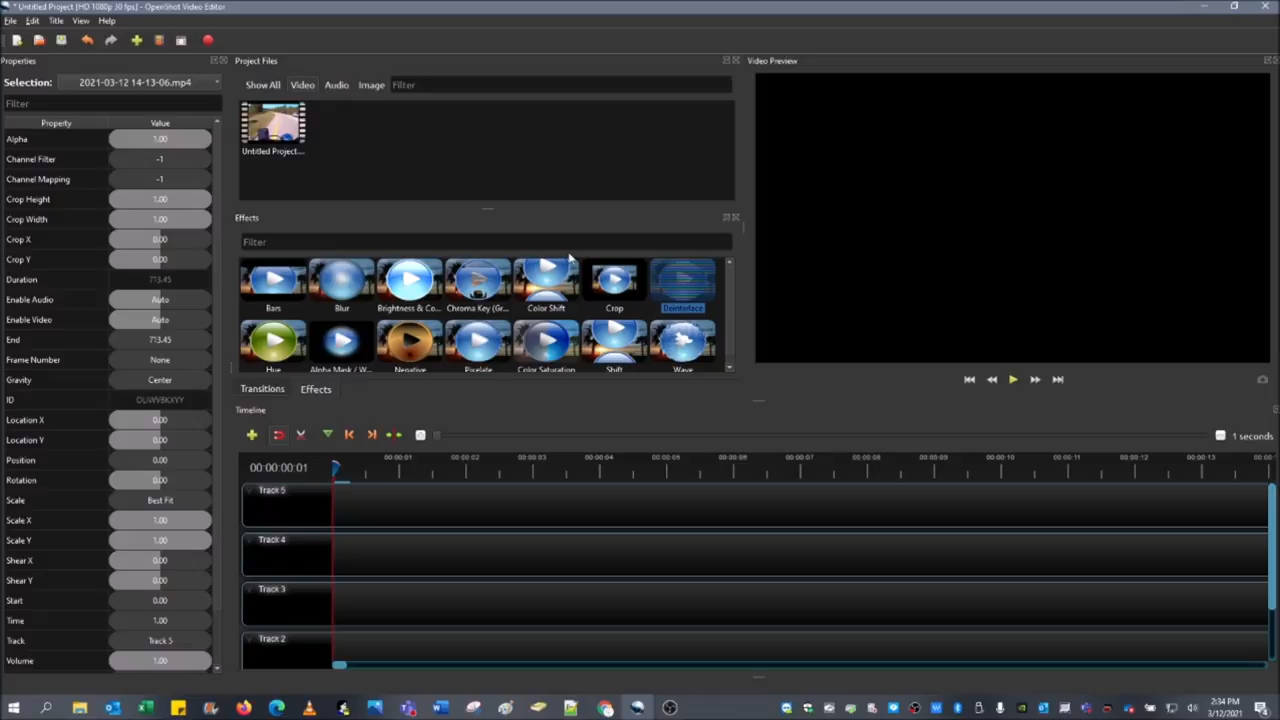 * Untitled Project [HD 1080p 30 fps] - OpenShot Video Editor
File Edit Title View Help
Properties
Selection: 2021-03-12 14-13-06.mp4
Filter
Property Value
Alpha 1.00
Channel Filter -1
Channel Mapping -1
Crop Height 1.00
Crop Width 1.00
Crop X 0.00
Crop Y 0.00
Duration 713.45
Enable Audio Auto
Enable Video Auto
End 713.45
Frame Number None
Gravity Center
ID
Location X 0.00
Location Y 0.00
Position 0.00
Rotation 0.00
Scale Best Fit
Scale X 1.00
Scale Y 1.00
Shear X 0.00
Shear Y 0.00
Start 0.00
Time 1.00
Track Track 5
Volume 1.00
Project Files
Show All Video Audio Image Filter
Untitled Project....
Effects
Filter
Bars Blur Brightness & Co... Chroma Key (Gr... Color Shift Crop Deinterlace
Hue Alpha Mask / W... Negative Pixelate Color Saturation Shift Wave
Transitions Effects
Video Preview
Timeline
1 seconds
00:00:00:01
00:00:01 00:00:02 00:00:03 00:00:04 00:00:05 00:00:06 00:00:07 00:00:08 00:00:09 00:00:10 00:00:11 00:00:12 00:00:13 00:00:
Track 5
Track 4
Track 3
Track 2
2:34 PM
3/12/2021